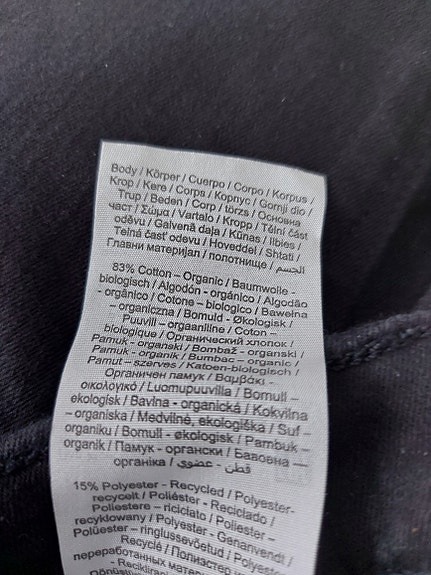 Body / Körper / Cuerpo / Corpo / Korpus /
Krop / Kere / Corps / Корпус / Gornji dio /
Trup / Beden / Corp / törzs / Основна
част / Σώμα / Vartalo / Kropp / Tělní část
oděvu / Galvenā daļa / Kūnas / Ilbies /
Telná časť odevu / Hoveddel / Shtati /
Главни материјал / полотнище / الجسم
83% Cotton – Organic / Baumwolle -
biologisch / Algodón - orgánico / Algodão
- orgânico / Cotone – biologico / Bawełna
– organiczna / Bomuld - Økologisk /
Puuvill – orgaaniline / Coton –
biologique / Органический хлопок /
Pamuk - organski / Bombaž - organski /
Pamuk - organik / Bumbac – organic /
Pamut – szerves / Katoen-biologisch /
Органичен памук / Βαμβάκι -
οικολογικό / Luomupuuvilla / Bomull –
ekologisk / Bavlna - organická / Kokvilna
– organiska / Medvilnė, ekologiška / Suf –
organiku / Bomull - økologisk / Pambuk –
organik / Памук - органски / Бавовна —
органіка / قطن - عضوي
15% Polyester - Recycled / Polyester-
recycelt / Poliéster - Reciclado /
Poliestere – riciclato / Poliester –
recyklowany / Polyester - Genanvendt /
Polüester – ringlussevõetud / Polyester
Recyclé / Полиэстер
переработанных
- Reciklirani